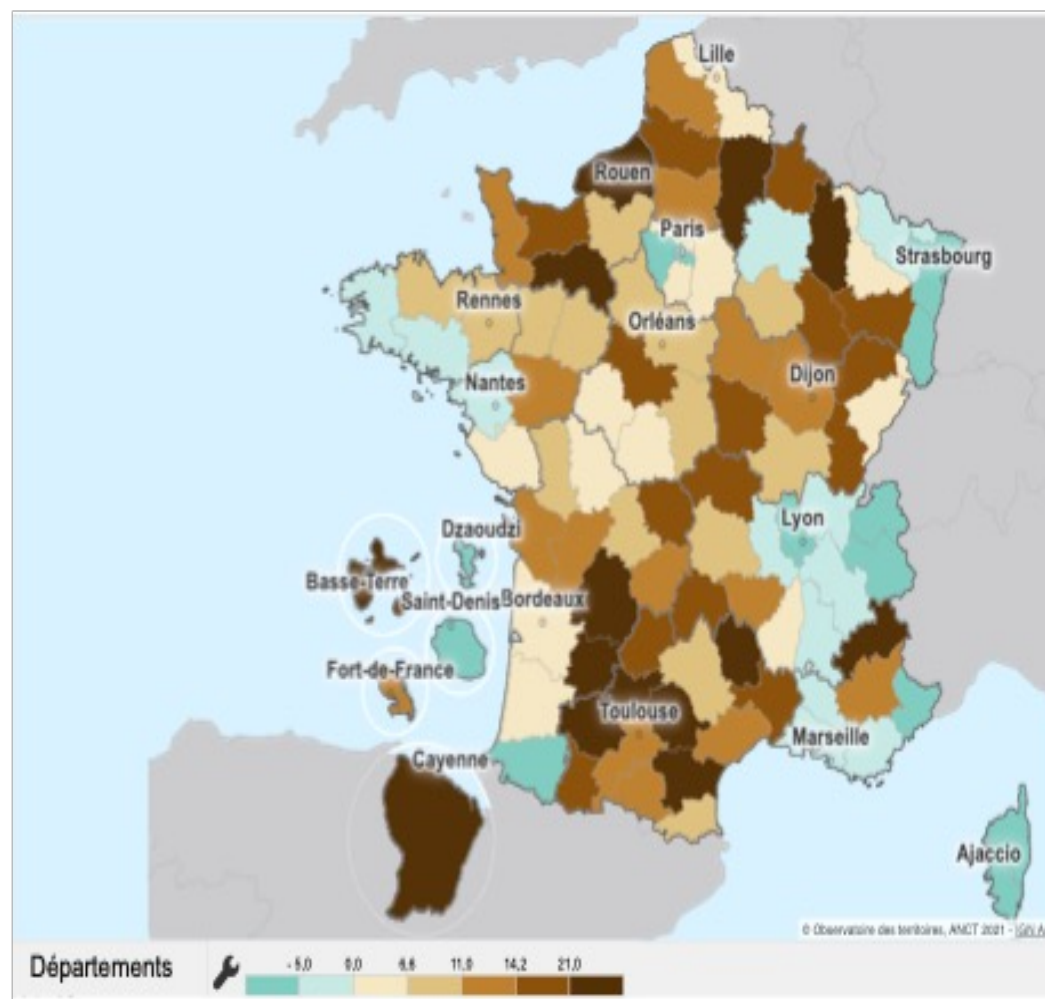 Lille
Rouen
Paris
Strasbourg
Rennes
Orléans
Dijon
Nantes
Lyon
Dzaoudzi
Basse-Terre
Saint-Denis
Bordeaux
Fort-de-France
Toulouse
Marseille
Cayenne
Ajaccio
© Observatoire des territoires, ANCT 2021 - IGN A
Départements
- 5,0 0,0 6,6 11,0 14,2 21,0